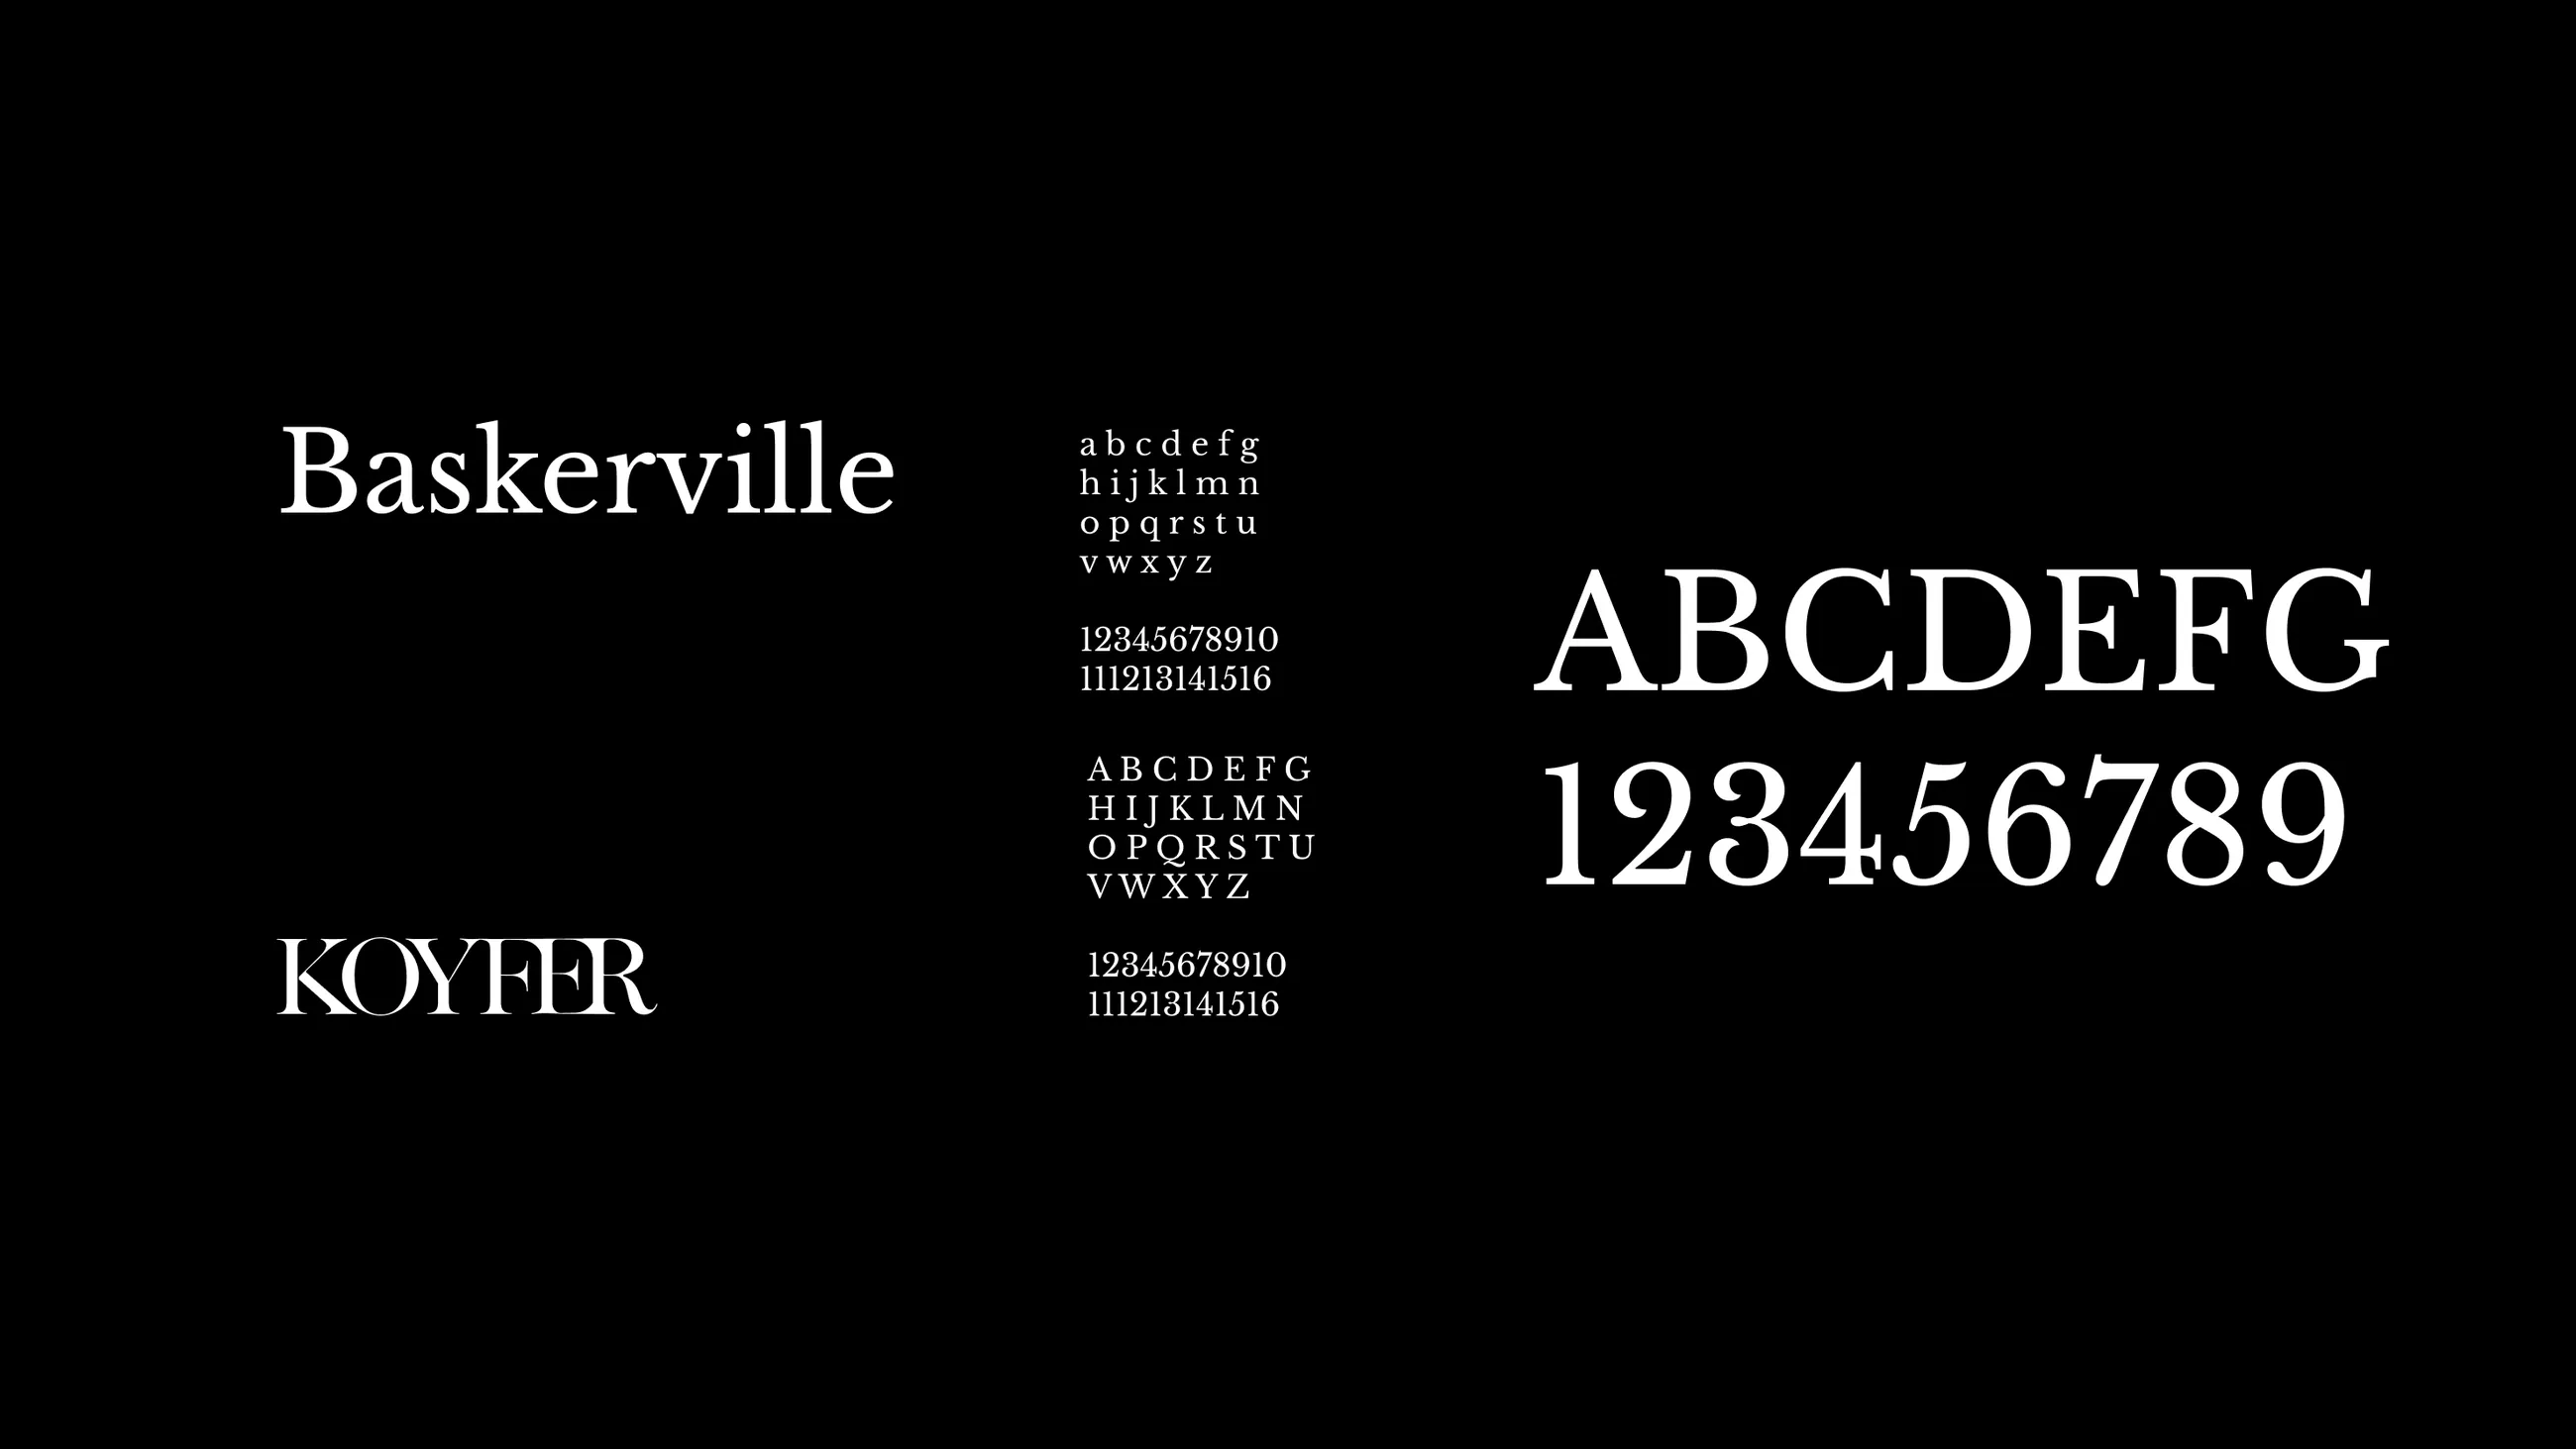 Baskerville
KOYFER
a b c d e f g
h i j k l m n
o p q r s t u
v w x y z
12345678910
111213141516
A B C D E F G
H I J K L M N
O P Q R S T U
V W X Y Z
12345678910
111213141516
ABCDEFG
123456789